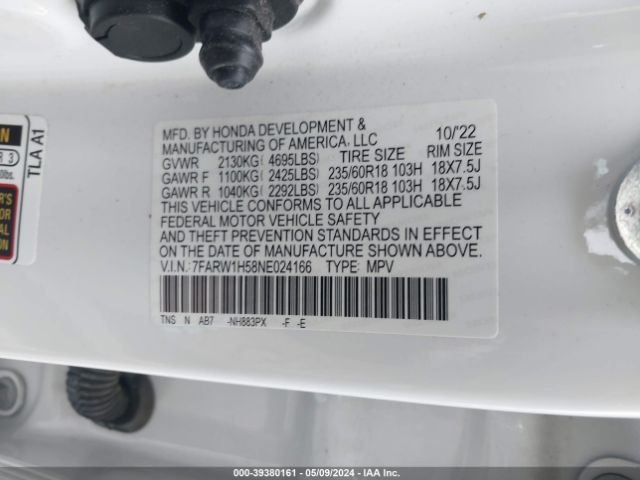 MFD. BY HONDA DEVELOPMENT &
MANUFACTURING OF AMERICA, LLC 10/'22
GVWR 2130KG( 4695LBS) TIRE SIZE RIM SIZE
GAWR F 1100KG( 2425LBS) 235/60R18 103H 18X7.5J
GAWR R 1040KG( 2292LBS) 235/60R18 103H 18X7.5J
THIS VEHICLE CONFORMS TO ALL APPLICABLE
FEDERAL MOTOR VEHICLE SAFETY
AND THEFT PREVENTION STANDARDS IN EFFECT
ON THE DATE OF MANUFACTURE SHOWN ABOVE.
V.I.N.:7FARW1H58NE024166 TYPE: MPV
TNS N AB7 -NH883PX -F -E
TLA A1
000-39380161 - 05/09/2024 - IAA Inc.